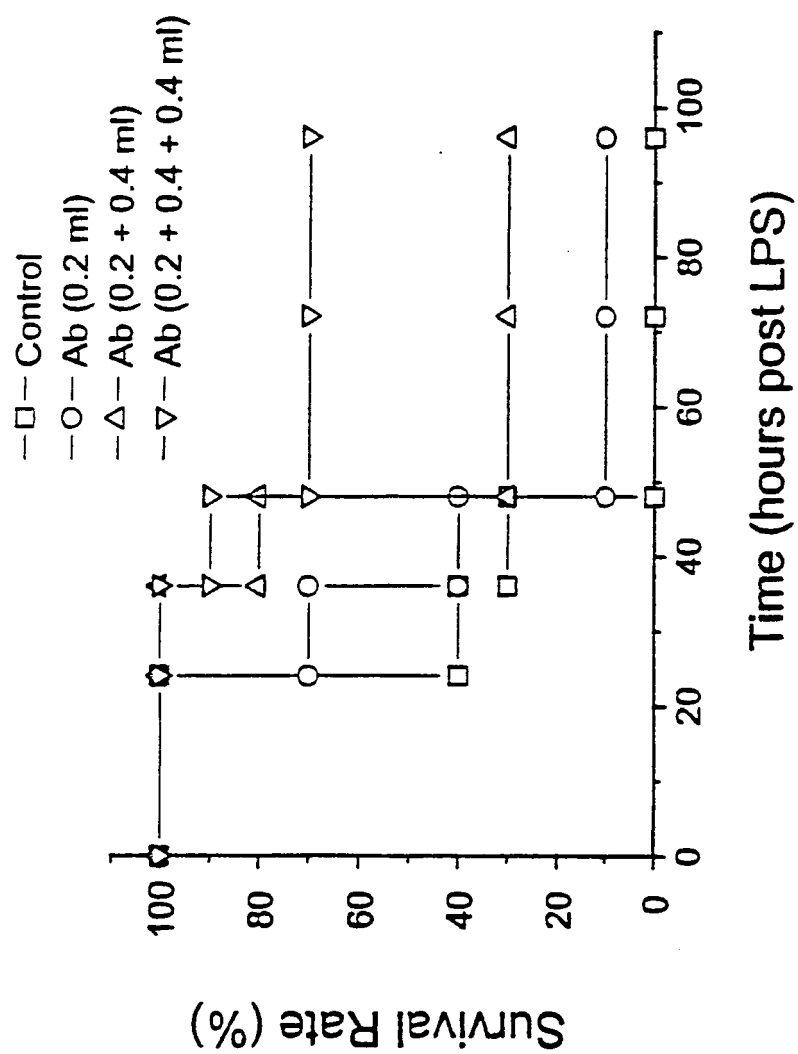 Control
Ab (0.2 ml)
Ab (0.2 + 0.4 ml)
Ab (0.2 + 0.4 + 0.4 ml)
Survival Rate (%)
100
80
60
40
20
0
0
20
40
60
80
100
Time (hours post LPS)